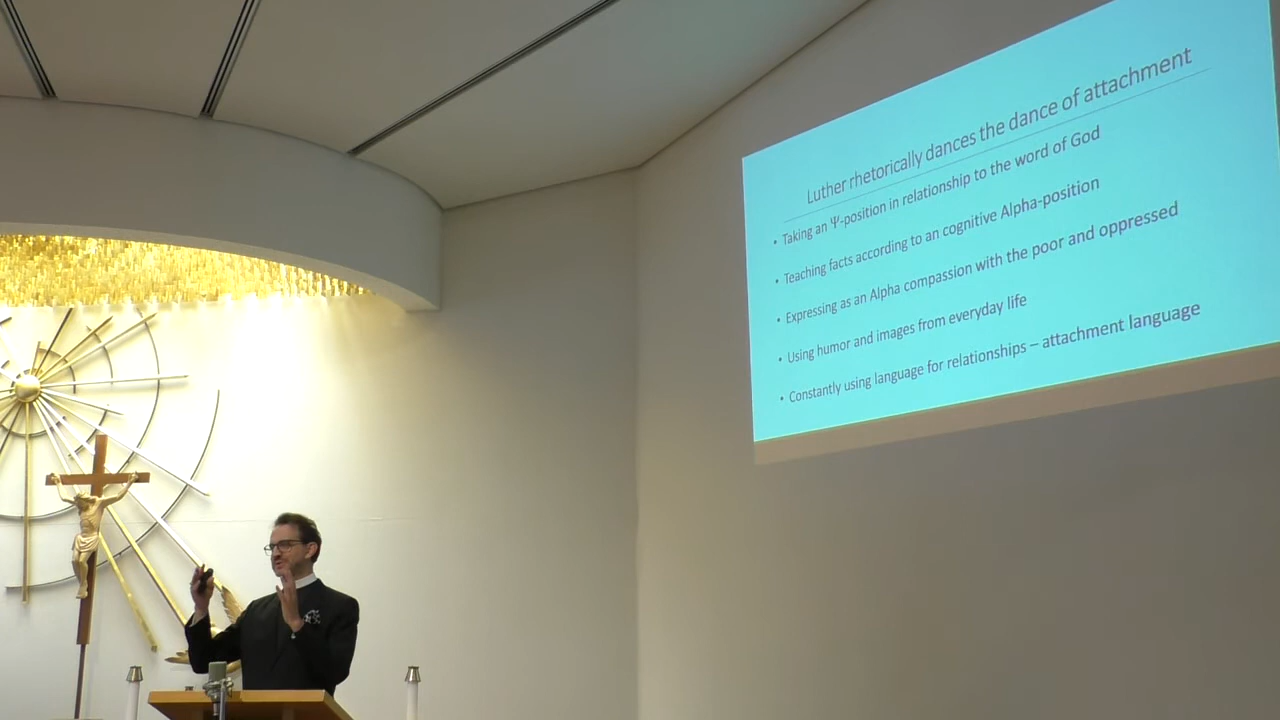 Luther rhetorically dances the dance of attachment
• Taking an Ψ-position in relationship to the word of God
• Teaching facts according to an cognitive Alpha-position
• Expressing as an Alpha compassion with the poor and oppressed
• Using humor and images from everyday life
• Constantly using language for relationships – attachment language